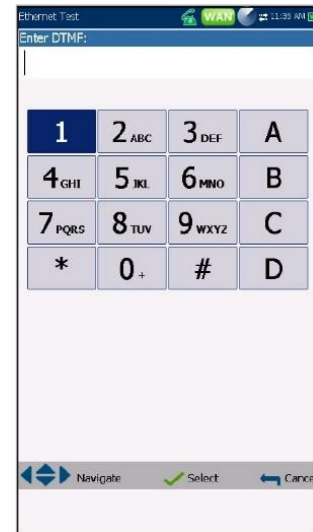 Ethernet Test WAN 11:35 AM
Enter DTMF:
1 2 ABC 3 DEF A
4 GHI 5 JKL 6 MNO B
7 PQRS 8 TUV 9 WXYZ C
* 0 + # D
Navigate Select Cance